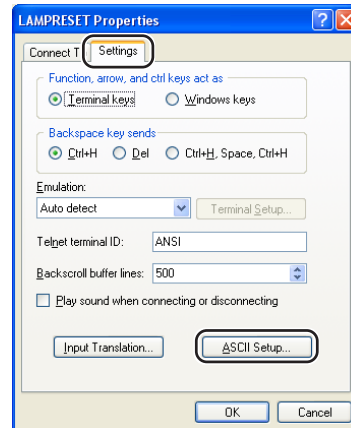 LAMPRESET Properties
Connect T Settings
Function, arrow, and ctrl keys act as
Terminal keys Windows keys
Backspace key sends
Ctrl+H Del Ctrl+H, Space, Ctrl+H
Emulation:
Auto detect Terminal Setup...
Telnet terminal ID: ANSI
Backscroll buffer lines: 500
Play sound when connecting or disconnecting
Input Translation... ASCII Setup...
OK Cancel